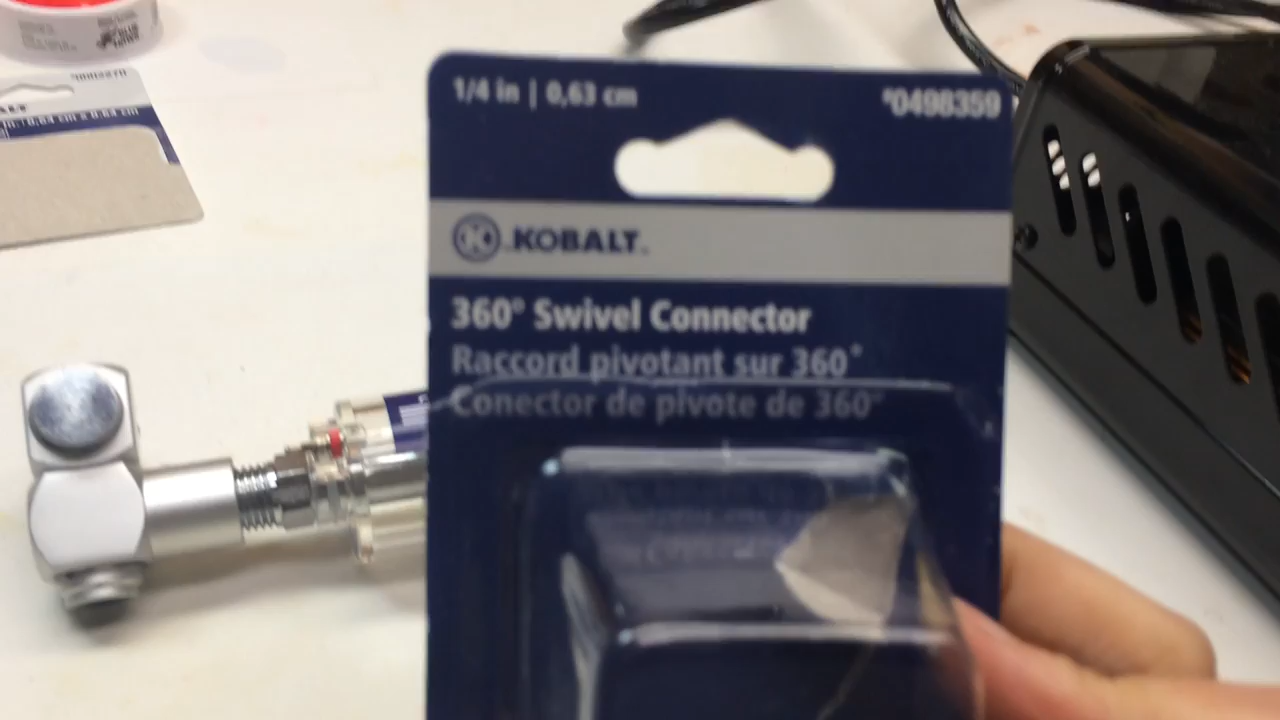 1/4 in | 0,63 cm
#0498359
KOBALT
360° Swivel Connector
Raccord pivotant sur 360°
Conector de pivote de 360°